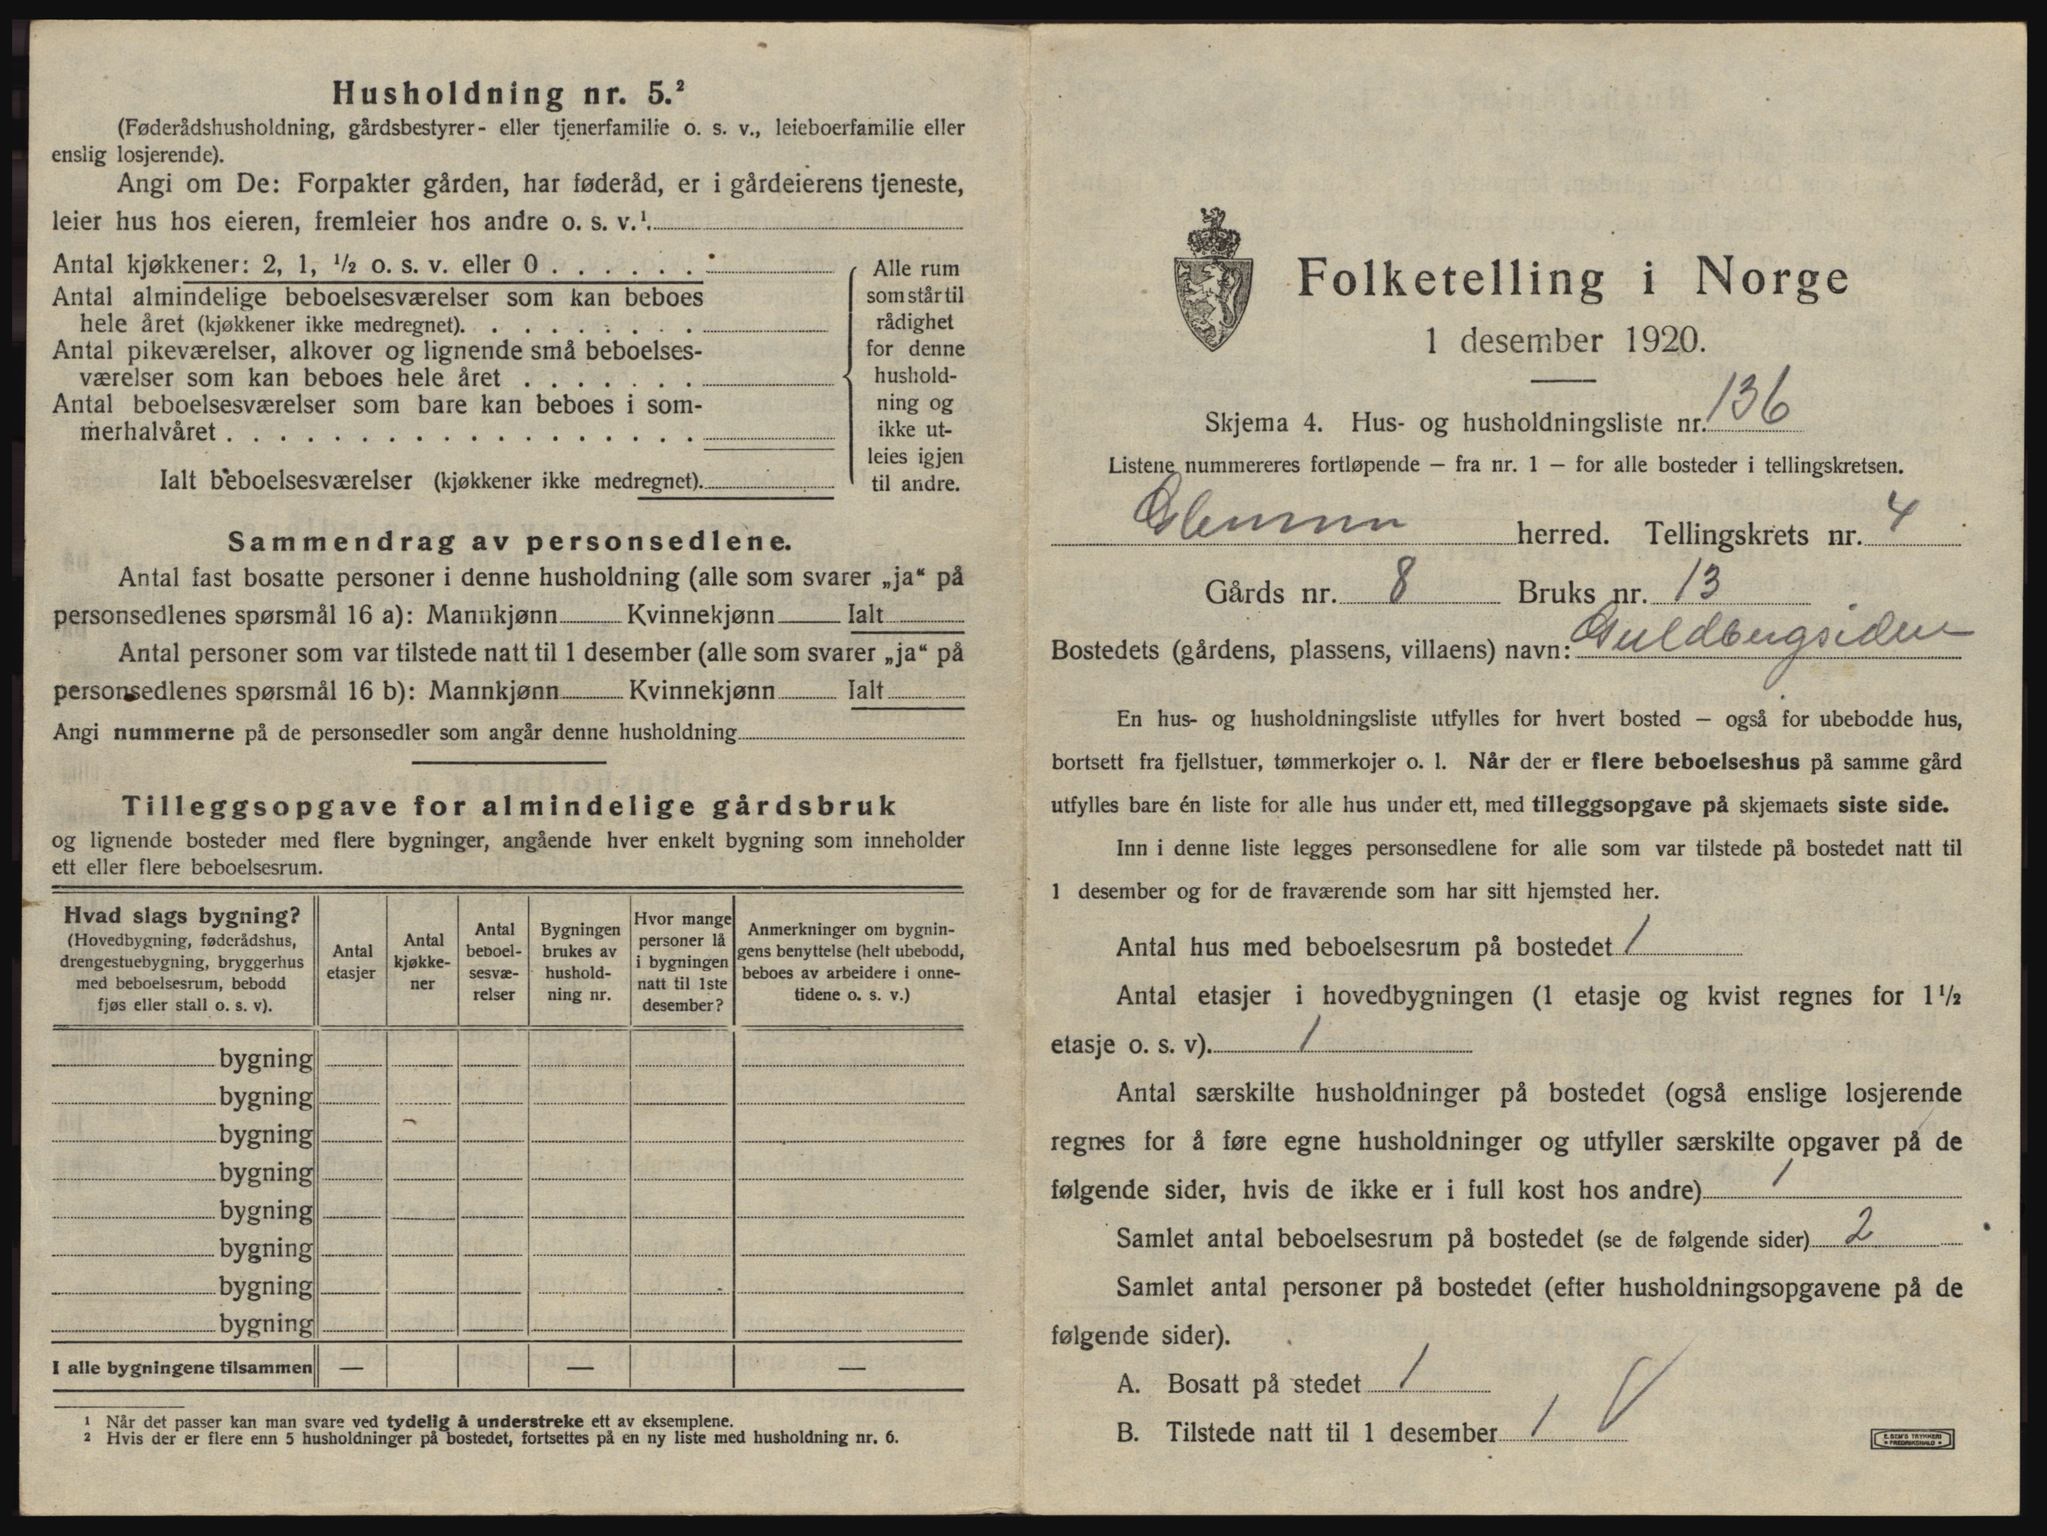 Husholdning nr. 5.²
(Føderådshusholdning, gårdsbestyrer- eller tjenerfamilie o. s. v., leieboerfamilie eller
enslig losjerende).
Angi om De: Forpakter gården, har føderåd, er i gårdeierens tjeneste,
leier hus hos eieren, fremleier hos andre o. s. v.¹
Antal kjøkkener: 2, 1, ½ o. s. v. eller 0 . . . . . .
Antal almindelige beboelsesværelser som kan beboes
hele året (kjøkkener ikke medregnet). . . . . . . . .
Antal pikeværelser, alkover og lignende små beboelses-
værelser som kan beboes hele året . . . . . . .
Antal beboelsesværelser som bare kan beboes i som-
merhalvåret . . . . . . . . . . . . . . . . .
Ialt beboelsesværelser (kjøkkener ikke medregnet).
Alle rum
som står til
rådighet
for denne
hushold-
ning og
ikke ut-
leies igjen
til andre.
Sammendrag av personsedlene.
Antal fast bosatte personer i denne husholdning (alle som svarer „ja“ på
personsedlenes spørsmål 16 a): Mannkjønn Kvinnekjønn Ialt
Antal personer som var tilstede natt til 1 desember (alle som svarer „ja“ på
personsedlenes spørsmål 16 b): Mannkjønn Kvinnekjønn Ialt
Angi nummerne på de personsedler som angår denne husholdning
Tilleggsopgave for almindelige gårdsbruk
og lignende bosteder med flere bygninger, angående hver enkelt bygning som inneholder
ett eller flere beboelsesrum.
Hvad slags bygning?
(Hovedbygning, føderådshus,
drengestuebygning, bryggerhus
med beboelsesrum, bebodd
fjøs eller stall o. s. v).
Antal
etasjer
Antal
kjøkke-
ner
Antal
beboel-
sesvæ-
relser
Bygningen
brukes av
hushold-
ning nr.
Hvor mange
personer lå
i bygningen
natt til 1ste
desember?
Anmerkninger om bygnin-
gens benyttelse (helt ubebodd,
beboes av arbeidere i onne-
tidene o. s. v.)
bygning
bygning
bygning
bygning
bygning
bygning
bygning
bygning
I alle bygningene tilsammen — — —
¹ Når det passer kan man svare ved tydelig å understreke ett av eksemplene.
² Hvis der er flere enn 5 husholdninger på bostedet, fortsettes på en ny liste med husholdning nr. 6.
Folketelling i Norge
1 desember 1920.
Skjema 4. Hus- og husholdningsliste nr. 136
Listene nummereres fortløpende – fra nr. 1 – for alle bosteder i tellingskretsen.
Glemmen herred. Tellingskrets nr. 4
Gårds nr. 8 Bruks nr. 13
Bostedets (gårdens, plassens, villaens) navn: Guldbergsiden
En hus- og husholdningsliste utfylles for hvert bosted – også for ubebodde hus,
bortsett fra fjellstuer, tømmerkojer o. l. Når der er flere beboelseshus på samme gård
utfylles bare én liste for alle hus under ett, med tilleggsopgave på skjemaets siste side.
Inn i denne liste legges personsedlene for alle som var tilstede på bostedet natt til
1 desember og for de fraværende som har sitt hjemsted her.
Antal hus med beboelsesrum på bostedet 1
Antal etasjer i hovedbygningen (1 etasje og kvist regnes for 1½
etasje o. s. v). 1
Antal særskilte husholdninger på bostedet (også enslige losjerende
regnes for å føre egne husholdninger og utfyller særskilte opgaver på de
følgende sider, hvis de ikke er i full kost hos andre) 1
Samlet antal beboelsesrum på bostedet (se de følgende sider) 2
Samlet antal personer på bostedet (efter husholdningsopgavene på de
følgende sider).
A. Bosatt på stedet 1
B. Tilstede natt til 1 desember 1
E. SEM'S TRYKKERI
FREDRIKSHALD